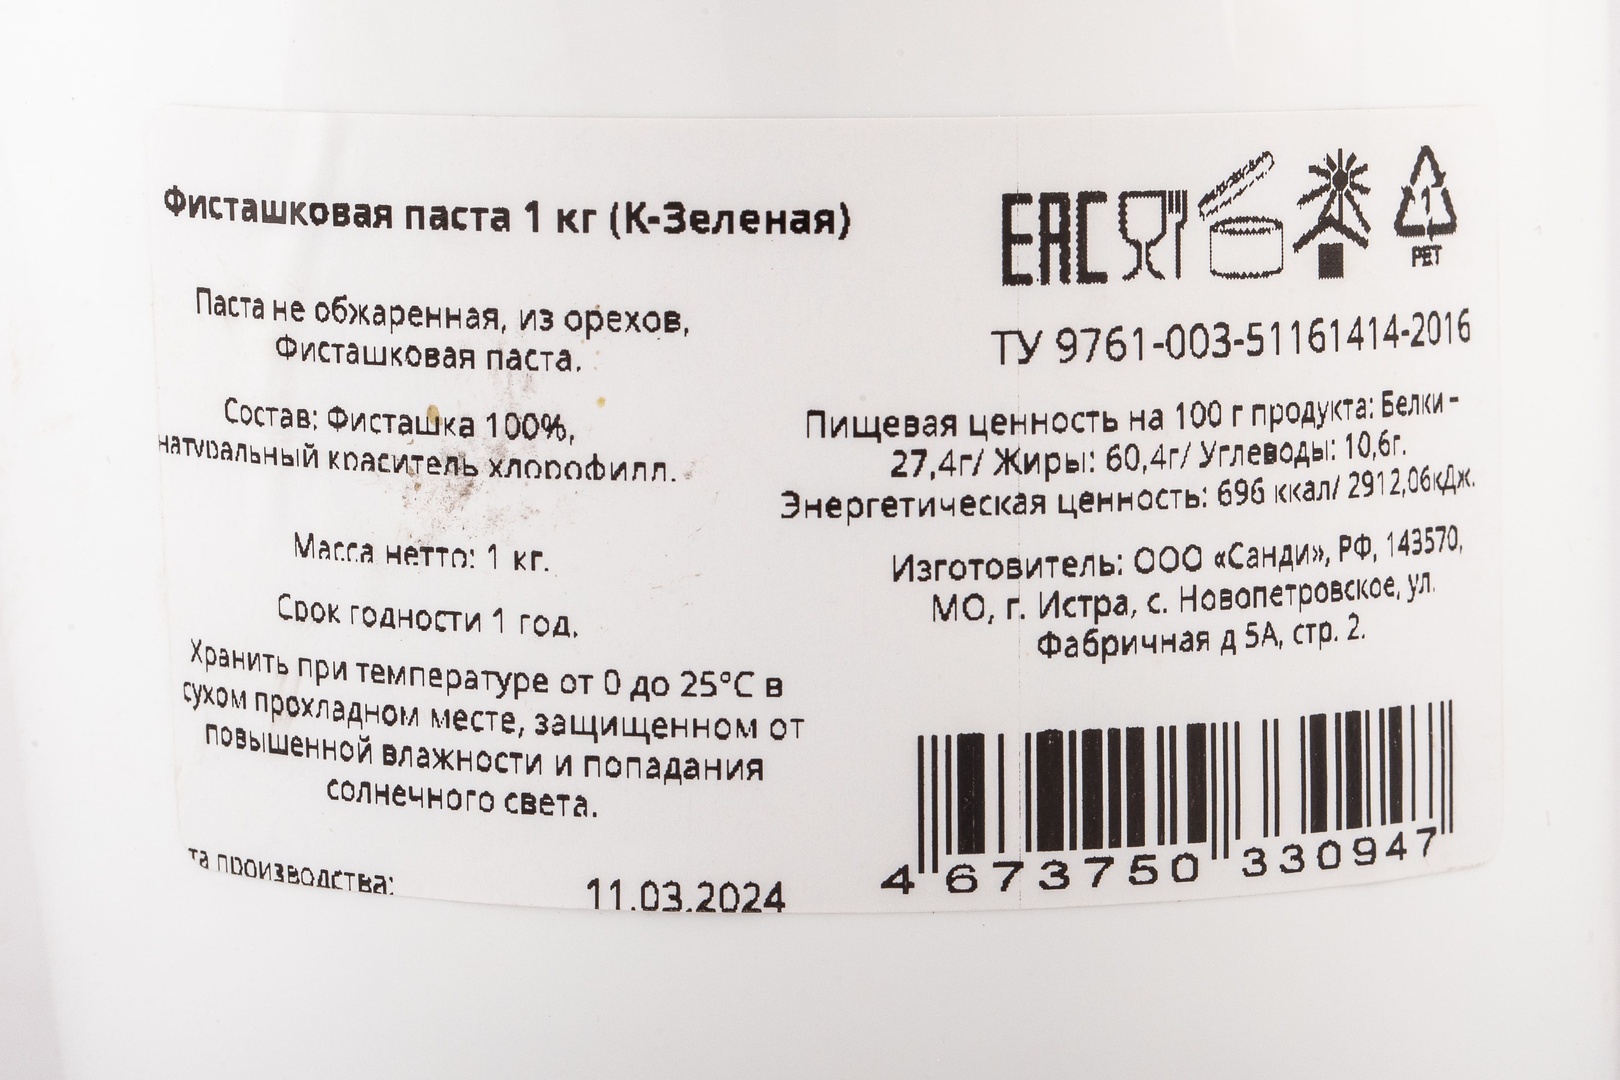 Фисташковая паста 1 кг (К-Зеленая)
Паста не обжаренная, из орехов,
Фисташковая паста.
Состав: Фисташка 100%,
натуральный краситель хлорофилл.
Масса нетто: 1 кг.
Срок годности 1 год.
Хранить при температуре от 0 до 25°С в
сухом прохладном месте, защищенном от
повышенной влажности и попадания
солнечного света.
та производства: 11.03.2024
EAC
1
PET
ТУ 9761-003-51161414-2016
Пищевая ценность на 100 г продукта: Белки -
27,4г/ Жиры: 60,4г/ Углеводы: 10,6г.
Энергетическая ценность: 696 ккал/ 2912,06кДж.
Изготовитель: ООО «Санди», РФ, 143570,
МО, г. Истра, с. Новопетровское, ул.
Фабричная д 5А, стр. 2.
4 673750 330947